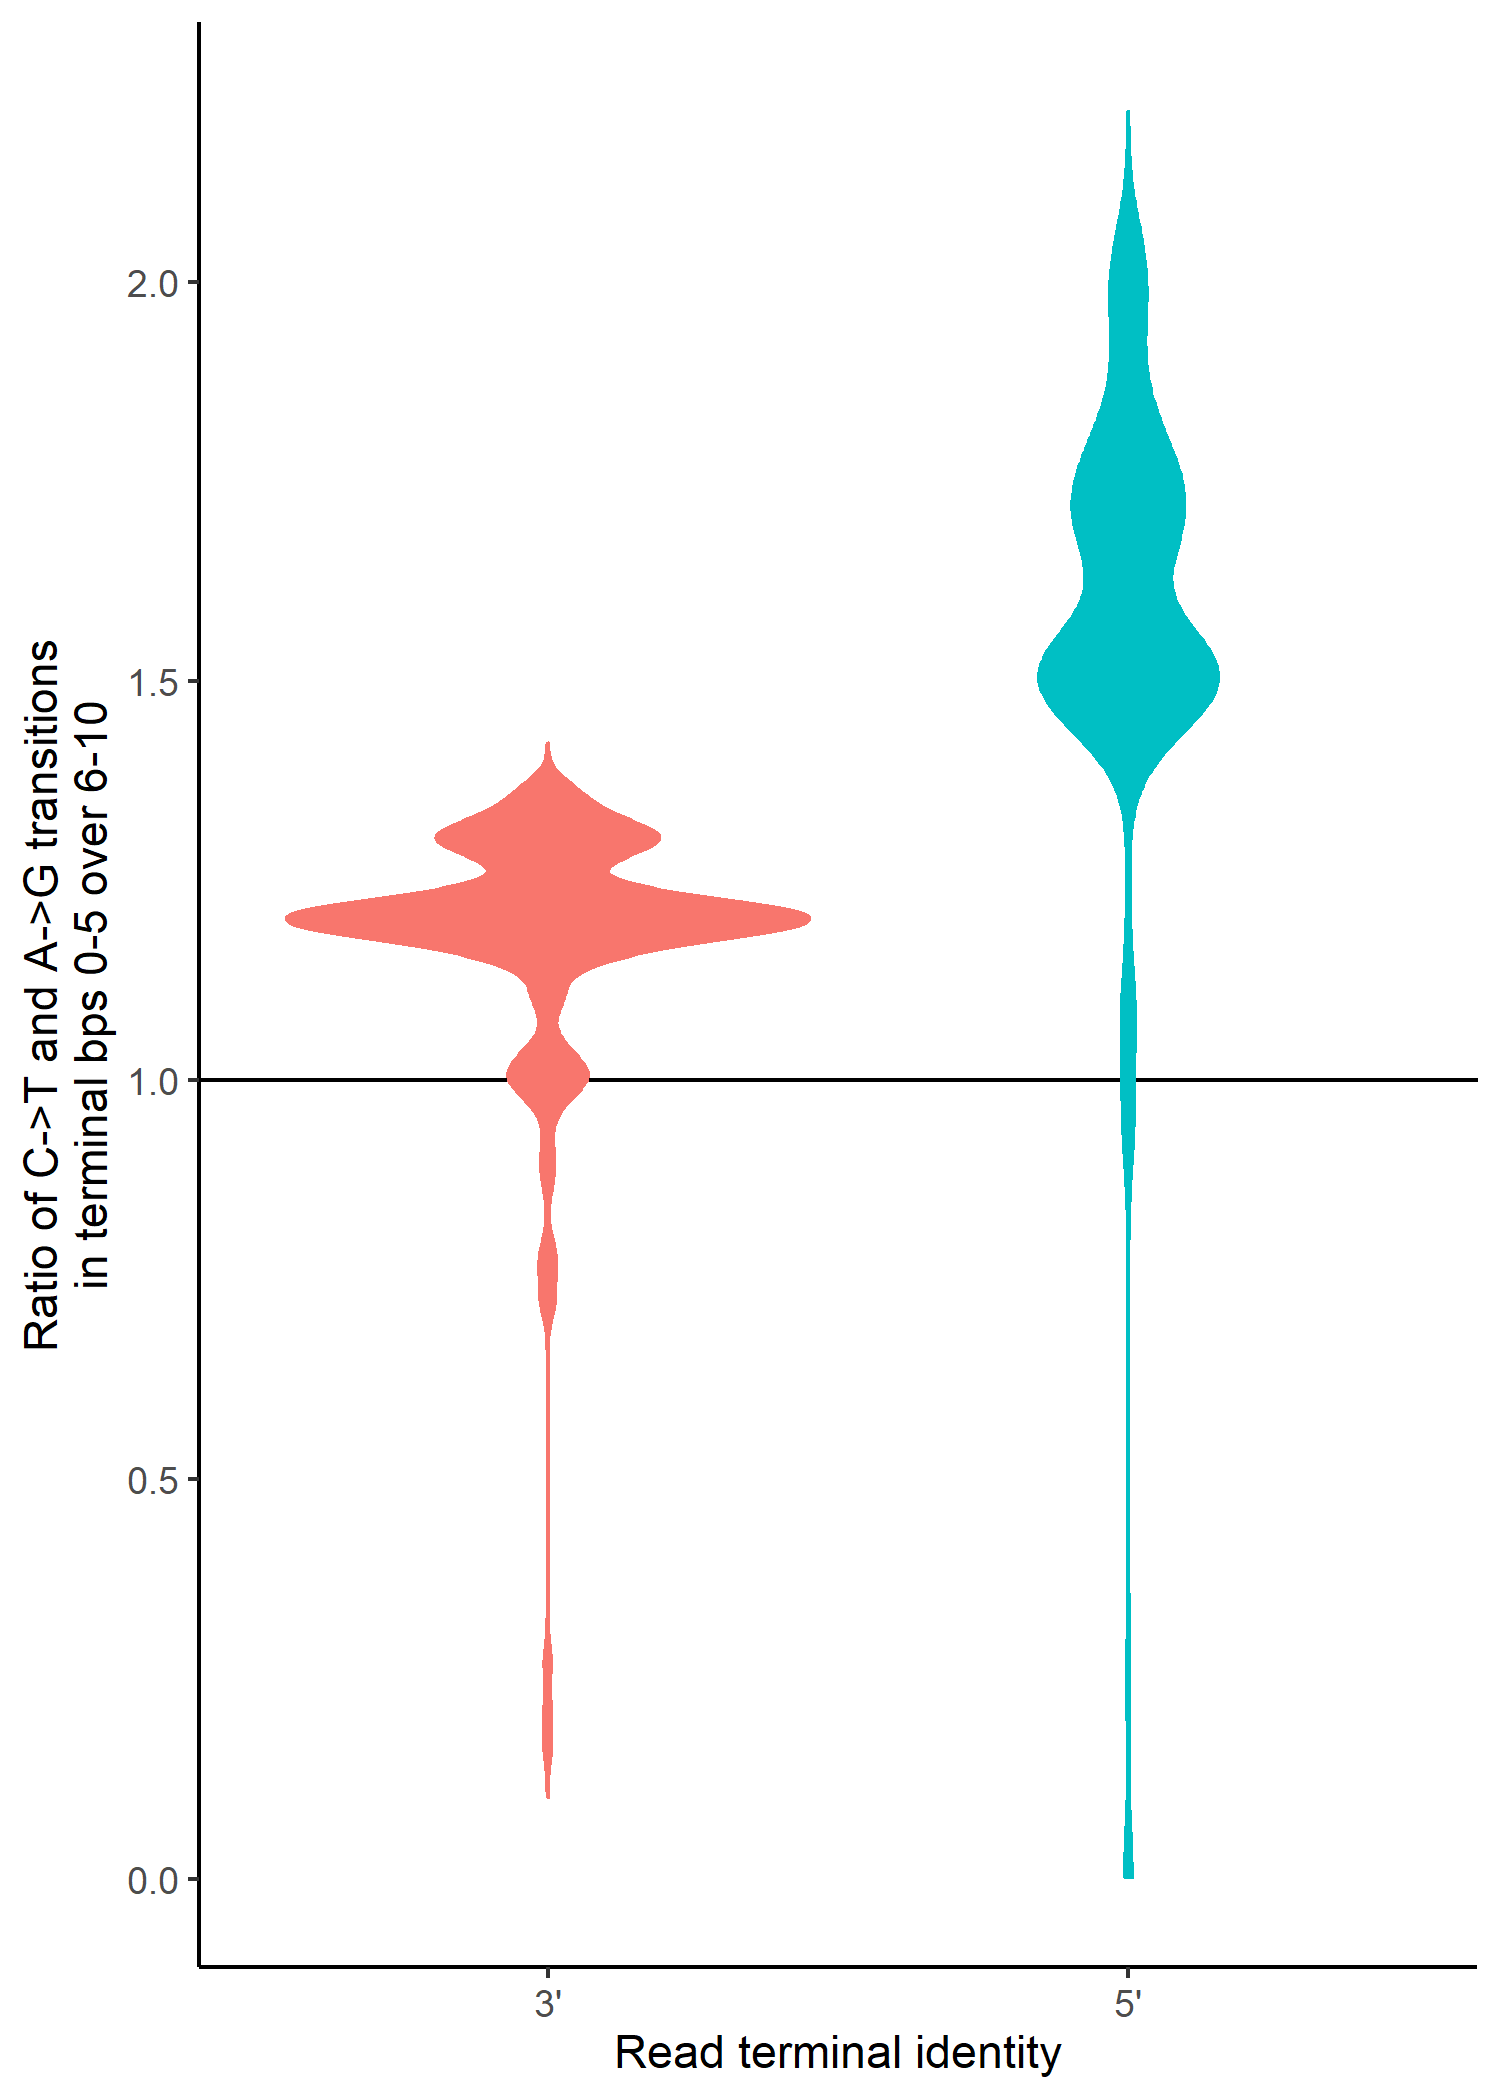 Ratio of C->T and A->G transitions
in terminal bps 0-5 over 6-10
2.0
1.5
1.0
0.5
0.0
3'
5'
Read terminal identity